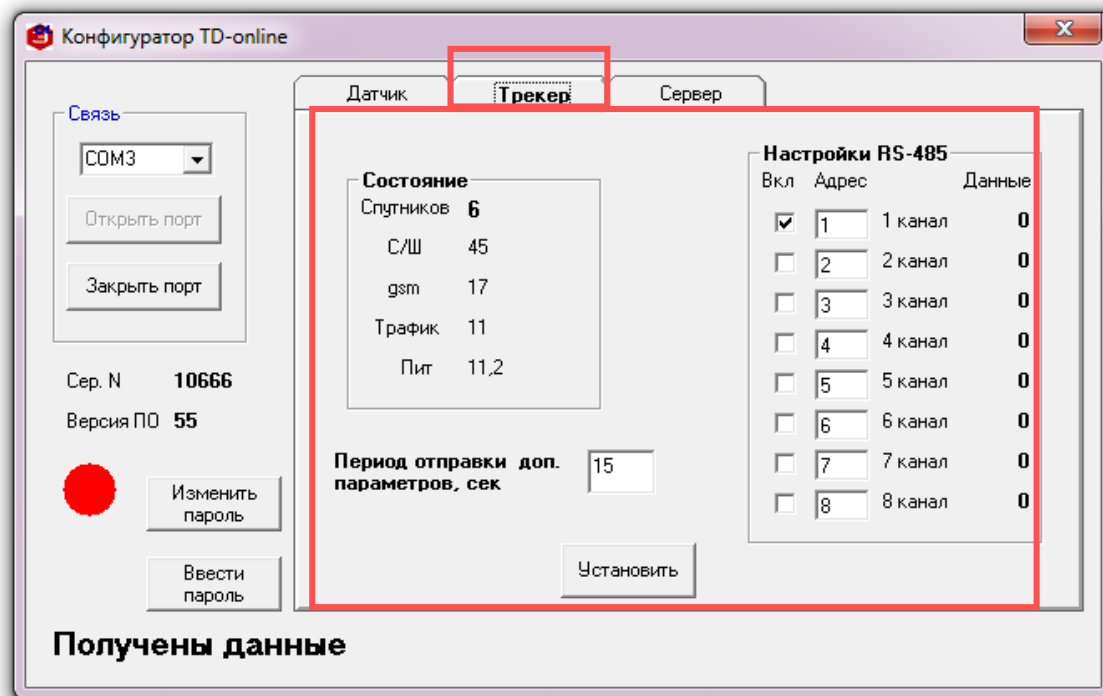 Конфигуратор TD-online
Датчик Трекер Сервер
Связь
COM3
Открыть порт
Закрыть порт
Сер. N 10666
Версия ПО 55
Изменить
пароль
Ввести
пароль
Состояние
Спутников 6
С/Ш 45
gsm 17
Трафик 11
Пит 11,2
Период отправки доп.
параметров, сек
15
Установить
Настройки RS-485
Вкл Адрес Данные
1 1 канал 0
2 2 канал 0
3 3 канал 0
4 4 канал 0
5 5 канал 0
6 6 канал 0
7 7 канал 0
8 8 канал 0
Получены данные